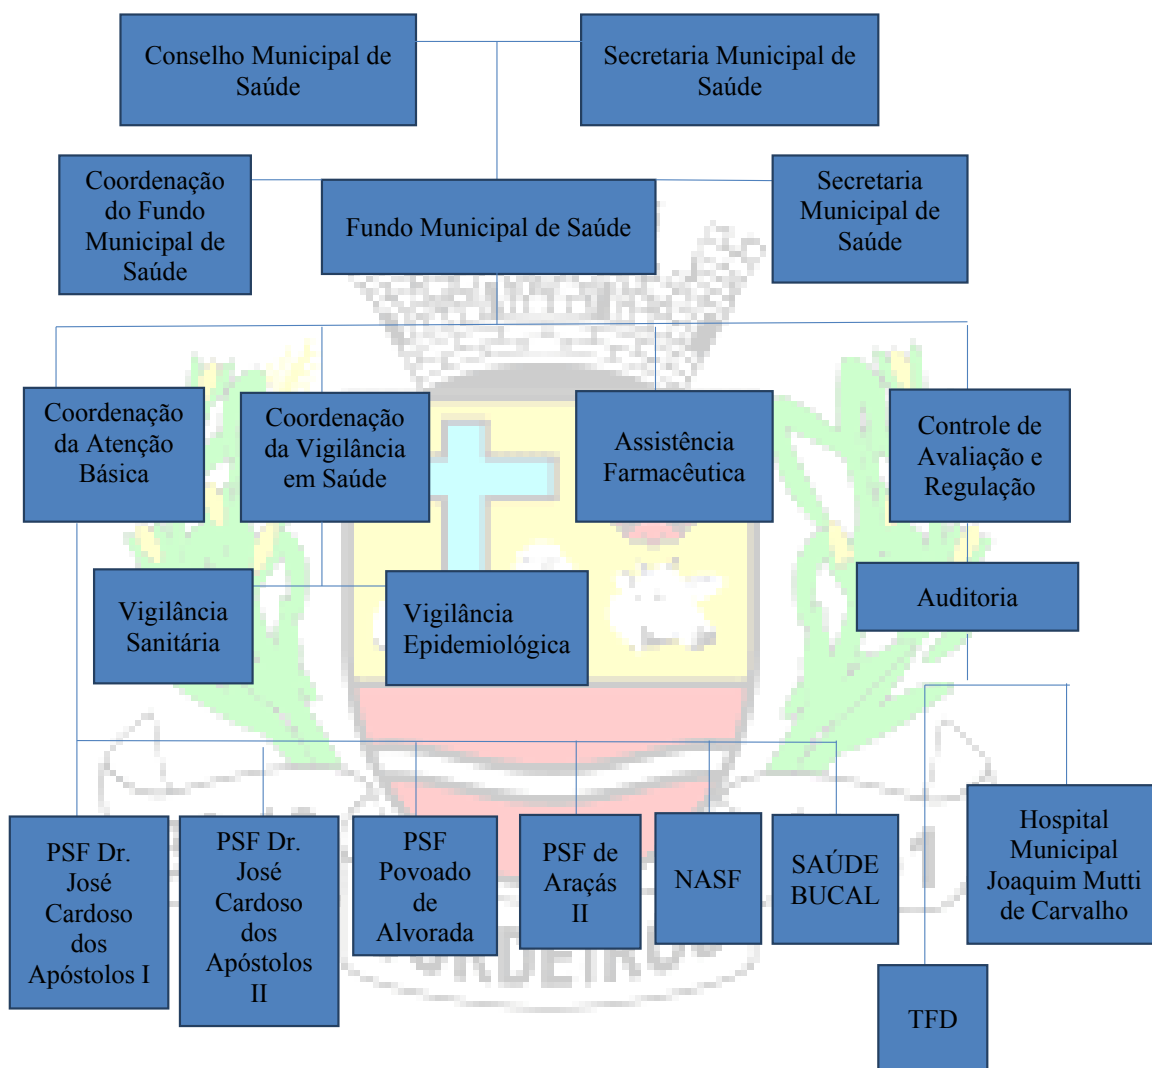 Conselho Municipal de
Saúde
Secretaria Municipal de
Saúde
Coordenação
do Fundo
Municipal de
Saúde
Fundo Municipal de Saúde
Secretaria
Municipal de
Saúde
Coordenação
da Atenção
Básica
Coordenação
da Vigilância
em Saúde
Assistência
Farmacêutica
Controle de
Avaliação e
Regulação
Vigilância
Sanitária
Vigilância
Epidemiológica
Auditoria
PSF Dr.
José
Cardoso
dos
Apóstolos I
PSF Dr.
José
Cardoso
dos
Apóstolos
II
PSF
Povoado
de
Alvorada
PSF de
Araçás
II
NASF
SAÚDE
BUCAL
Hospital
Municipal
Joaquim Mutti
de Carvalho
TFD